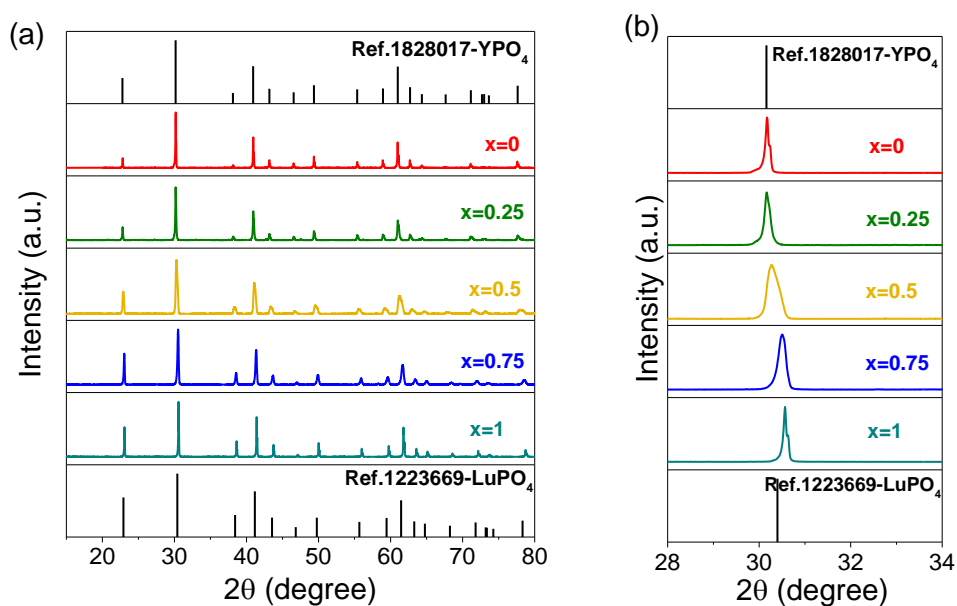 (a)
Ref.1828017-YPO₄
x=0
x=0.25
x=0.5
x=0.75
x=1
Ref.1223669-LuPO₄
Intensity (a.u.)
20 30 40 50 60 70 80
2θ (degree)
(b)
Ref.1828017-YPO₄
x=0
x=0.25
x=0.5
x=0.75
x=1
Ref.1223669-LuPO₄
Intensity (a.u.)
28 30 32 34
2θ (degree)